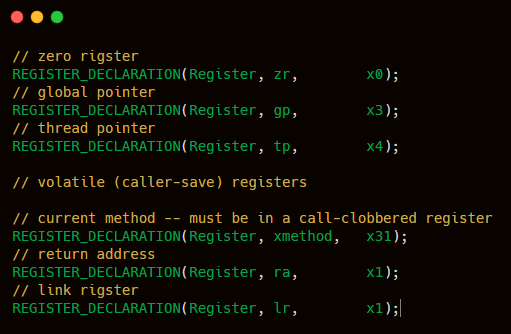 // zero rigster
REGISTER_DECLARATION(Register, zr,        x0);
// global pointer
REGISTER_DECLARATION(Register, gp,        x3);
// thread pointer
REGISTER_DECLARATION(Register, tp,        x4);
// volatile (caller-save) registers
// current method -- must be in a call-clobbered register
REGISTER_DECLARATION(Register, xmethod,   x31);
// return address
REGISTER_DECLARATION(Register, ra,        x1);
// link rigster
REGISTER_DECLARATION(Register, lr,        x1);